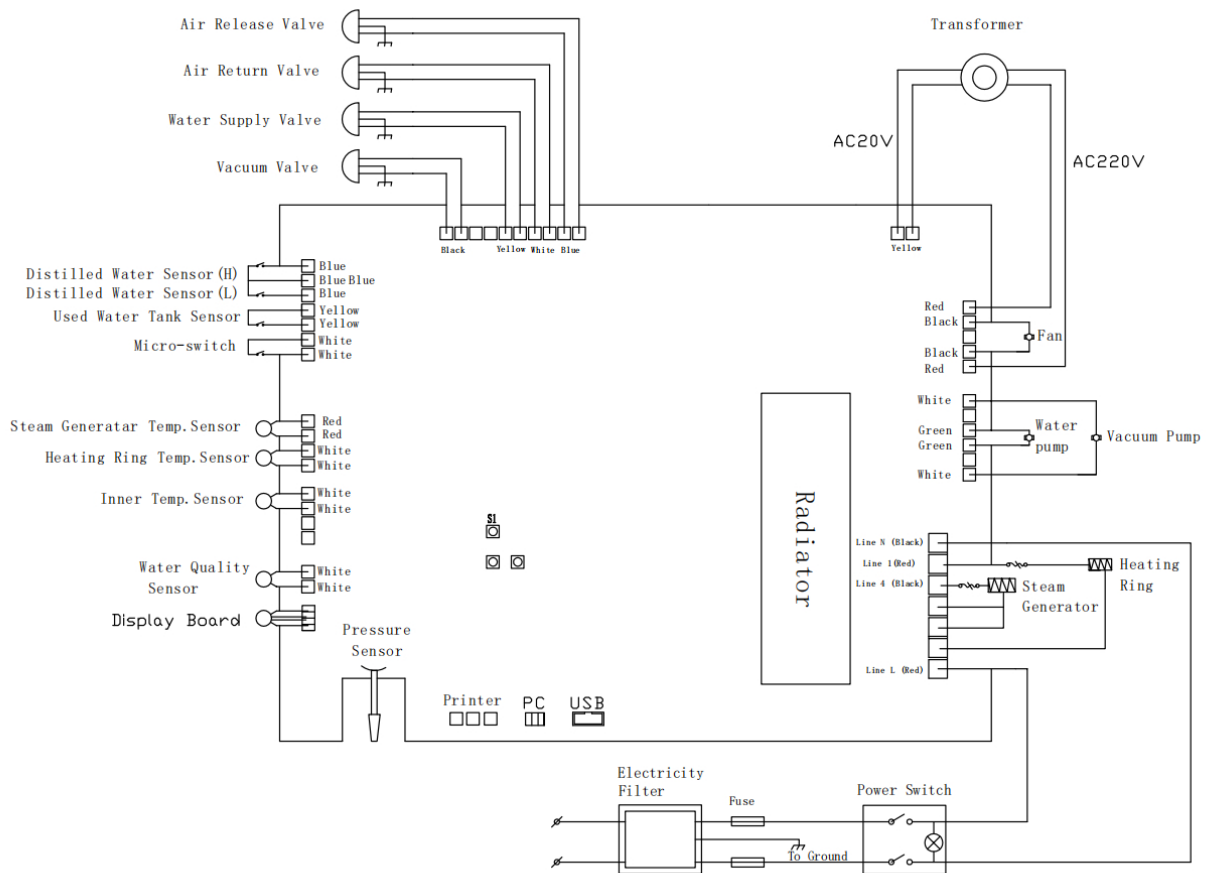 Air Release Valve
Transformer
Air Return Valve
Water Supply Valve
AC20V
Vacuum Valve
AC220V
Black
Yellow
White
Blue
Yellow
Distilled Water Sensor(H)
Blue
Blue Blue
Distilled Water Sensor(L)
Blue
Used Water Tank Sensor
Yellow
Yellow
Micro-switch
White
White
Red
Black
Fan
Black
Red
White
Steam Generatar Temp.Sensor
Red
Red
Green
Water
pump
Green
Vacuum Pump
Heating Ring Temp.Sensor
White
White
White
Inner Temp.Sensor
White
White
Radiator
S1
Line N (Black)
Line 1(Red)
Heating
Ring
Line 4 (Black)
Steam
Generator
Water Quality
Sensor
White
White
Display Board
Pressure
Sensor
Line L (Red)
Printer
PC
USB
Electricity
Filter
Fuse
Power Switch
To Ground